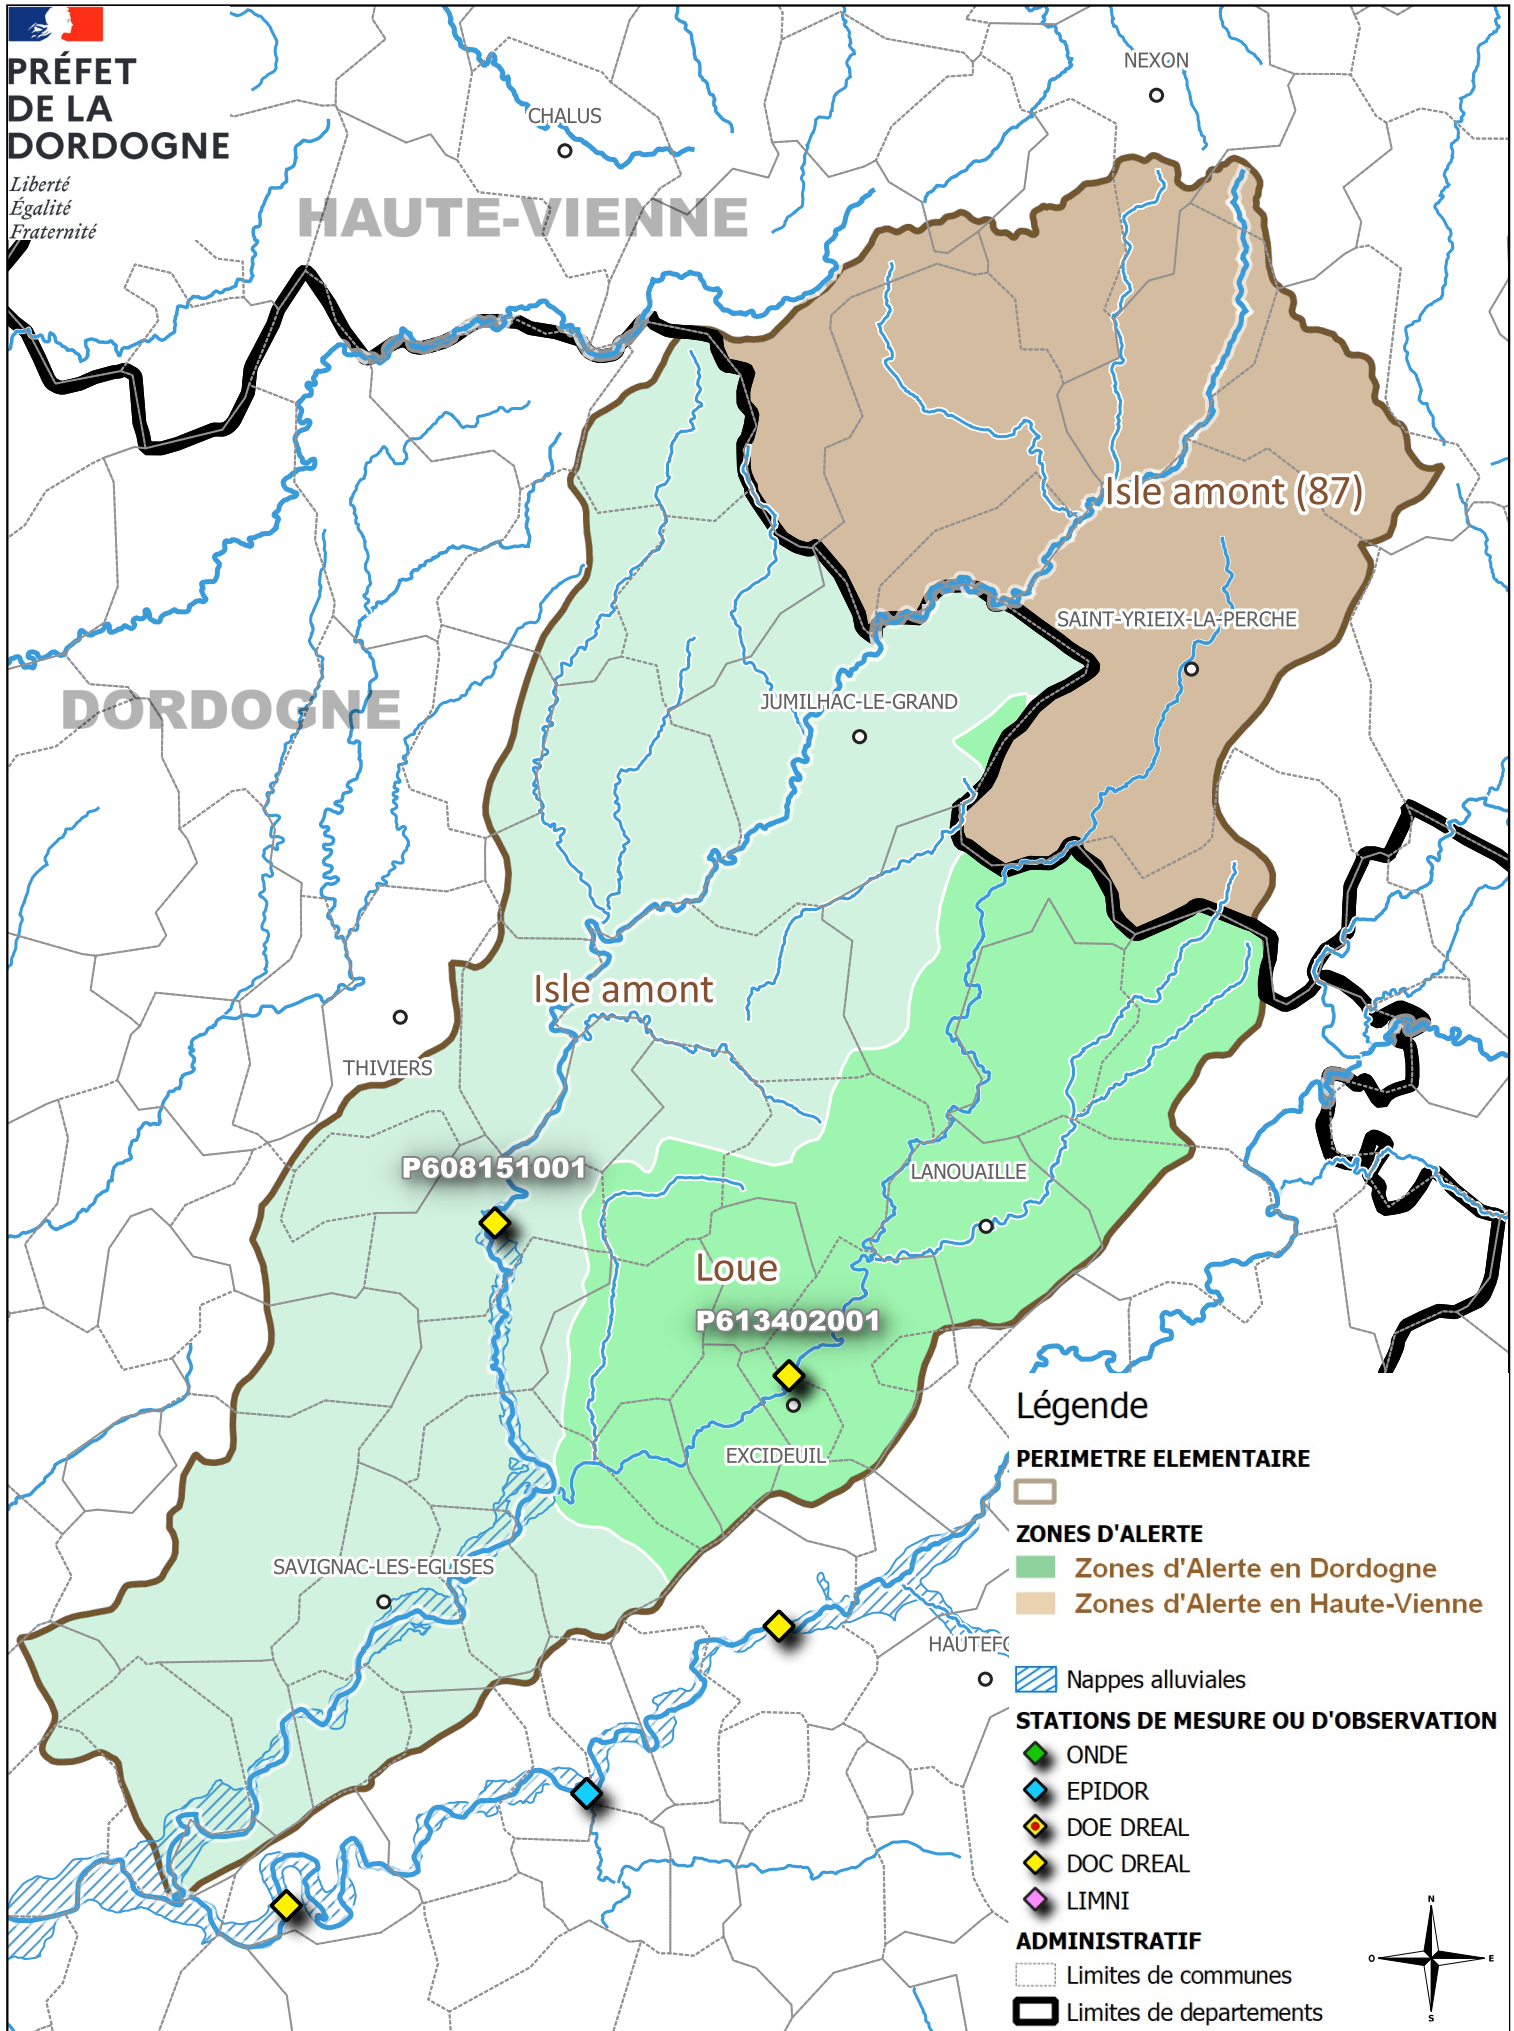 PRÉFET
DE LA
DORDOGNE
Liberté
Égalité
Fraternité
NEXON
CHALUS
HAUTE-VIENNE
Isle amont (87)
SAINT-YRIEIX-LA-PERCHE
JUMILHAC-LE-GRAND
DORDOGNE
Isle amont
THIVIERS
P608151001
LANOUAILLE
Loue
P613402001
EXCIDEUIL
SAVIGNAC-LES-EGLISES
HAUTEFO
Légende
PERIMETRE ELEMENTAIRE
ZONES D'ALERTE
Zones d'Alerte en Dordogne
Zones d'Alerte en Haute-Vienne
Nappes alluviales
STATIONS DE MESURE OU D'OBSERVATION
ONDE
EPIDOR
DOE DREAL
DOC DREAL
LIMNI
ADMINISTRATIF
Limites de communes
Limites de departements
N
O
E
S